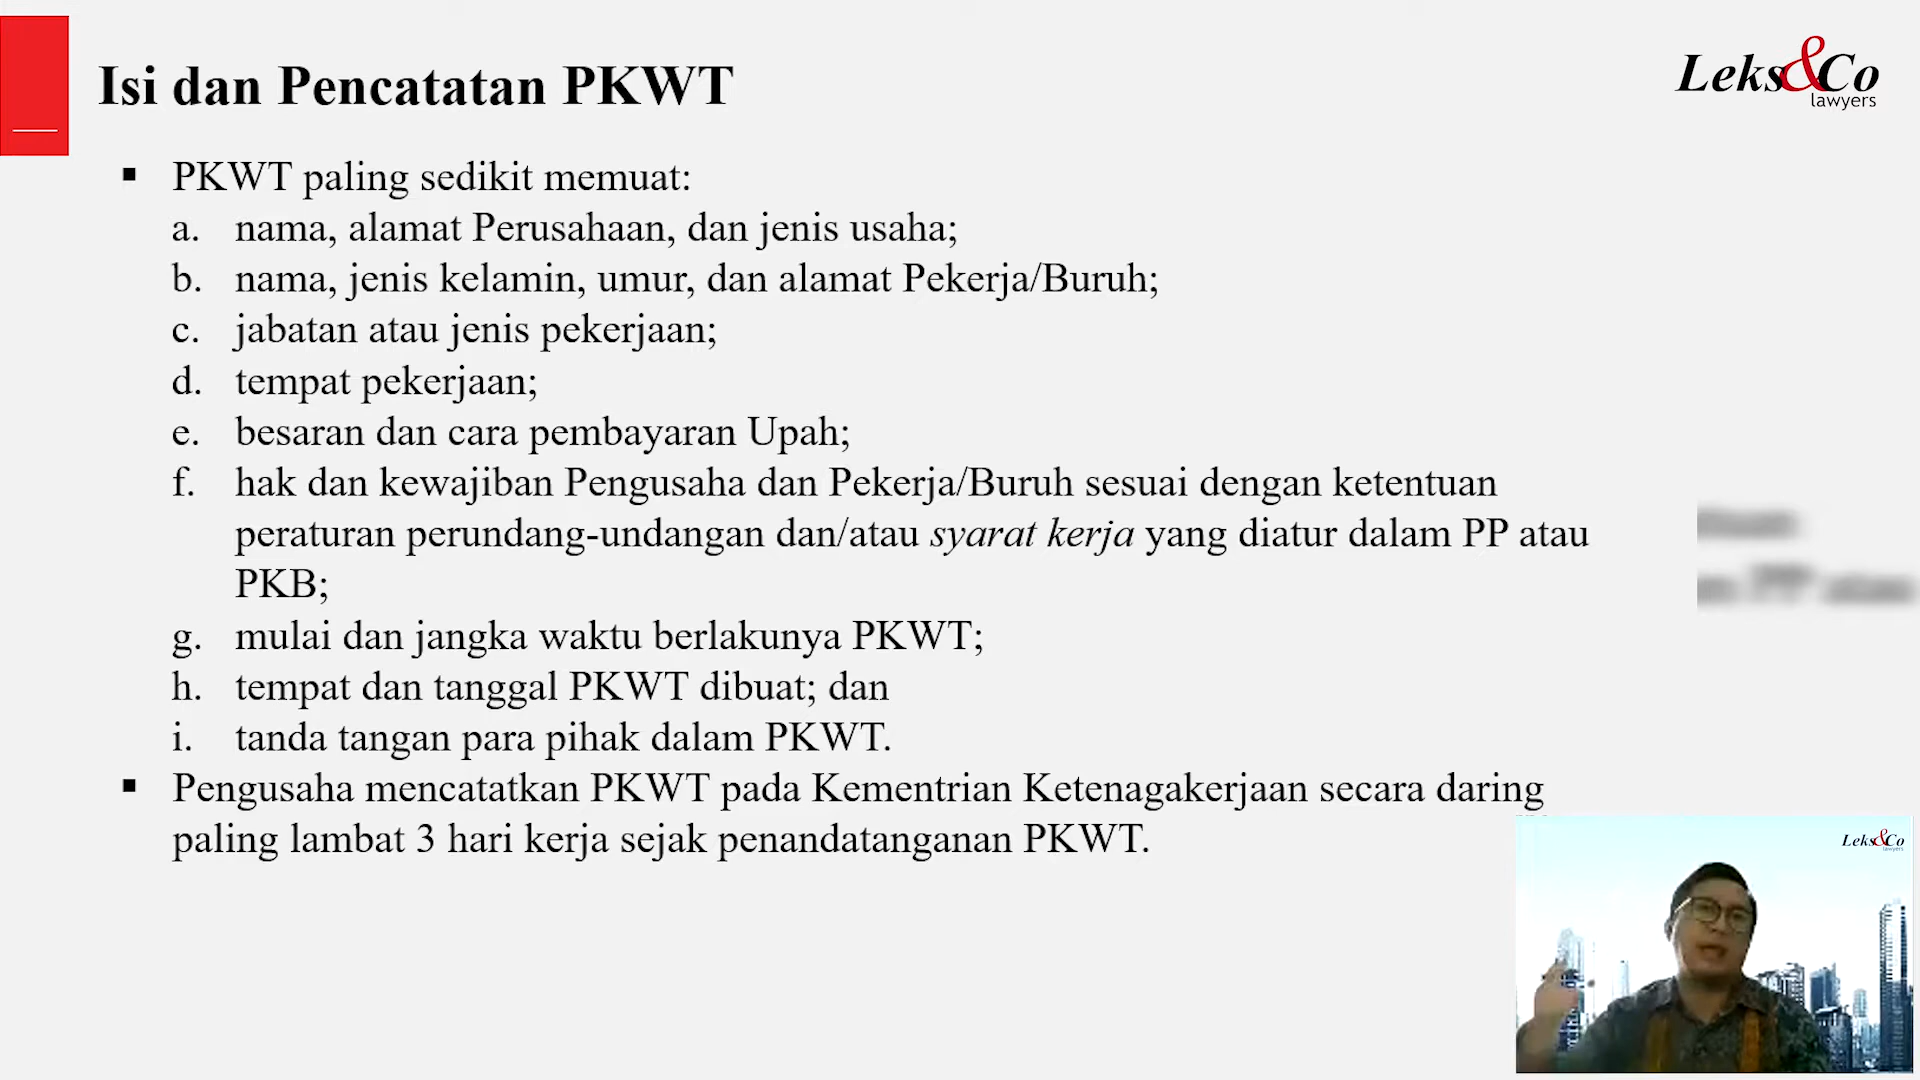 Isi dan Pencatatan PKWT
Leks&Co
lawyers
▪ PKWT paling sedikit memuat:
a. nama, alamat Perusahaan, dan jenis usaha;
b. nama, jenis kelamin, umur, dan alamat Pekerja/Buruh;
c. jabatan atau jenis pekerjaan;
d. tempat pekerjaan;
e. besaran dan cara pembayaran Upah;
f. hak dan kewajiban Pengusaha dan Pekerja/Buruh sesuai dengan ketentuan
peraturan perundang-undangan dan/atau syarat kerja yang diatur dalam PP atau
PKB;
g. mulai dan jangka waktu berlakunya PKWT;
h. tempat dan tanggal PKWT dibuat; dan
i. tanda tangan para pihak dalam PKWT.
▪ Pengusaha mencatatkan PKWT pada Kementrian Ketenagakerjaan secara daring
paling lambat 3 hari kerja sejak penandatanganan PKWT.
Leks&Co
lawyers